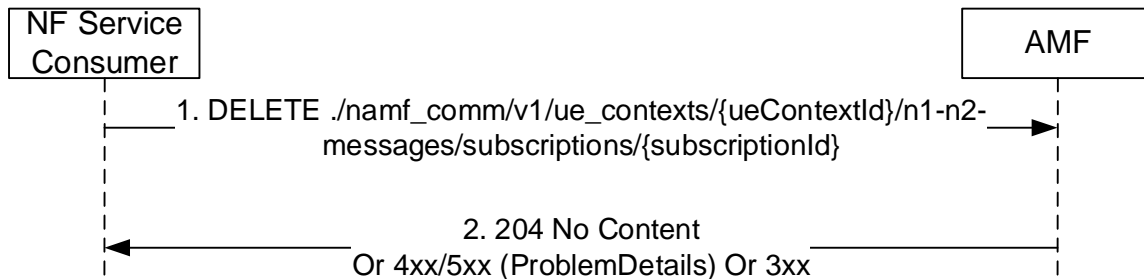 NF Service
Consumer
AMF
1. DELETE ./namf_comm/v1/ue_contexts/{ueContextId}/n1-n2-
messages/subscriptions/{subscriptionId}
2. 204 No Content
Or 4xx/5xx (ProblemDetails) Or 3xx